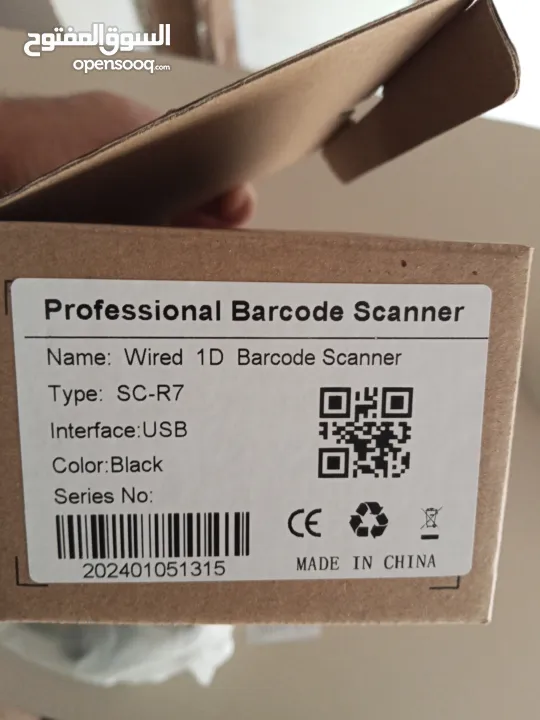 السوق المفتوح
opensooq.com
Professional Barcode Scanner
Name: Wired 1D Barcode Scanner
Type: SC-R7
Interface:USB
Color:Black
Series No:
202401051315
CE
MADE IN CHINA